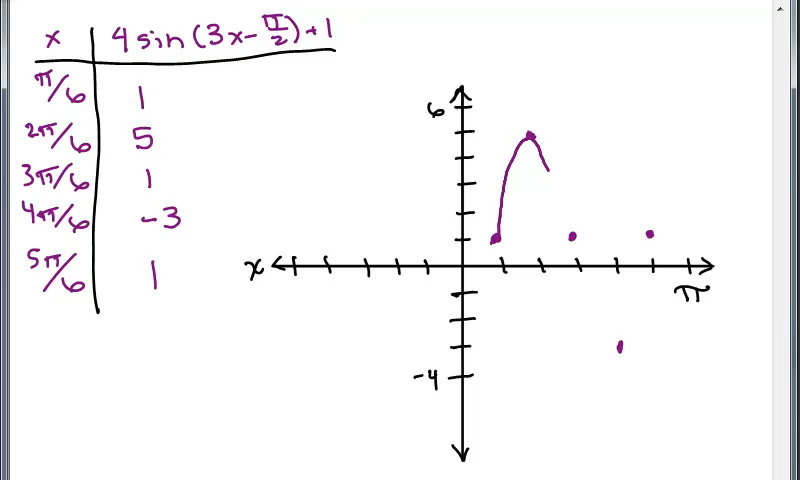 x 4 sin (3x - π/2) + 1
π/6 1
2π/6 5
3π/6 1
4π/6 -3
5π/6 1
6
x
π
-4